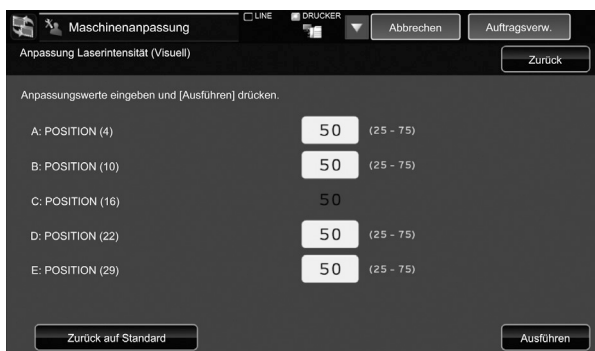 Maschinenanpassung
LINE
DRUCKER
Abbrechen
Auftragsverw.
Anpassung Laserintensität (Visuell)
Zurück
Anpassungswerte eingeben und [Ausführen] drücken.
A: POSITION (4) 50 (25 - 75)
B: POSITION (10) 50 (25 - 75)
C: POSITION (16) 50
D: POSITION (22) 50 (25 - 75)
E: POSITION (29) 50 (25 - 75)
Zurück auf Standard
Ausführen